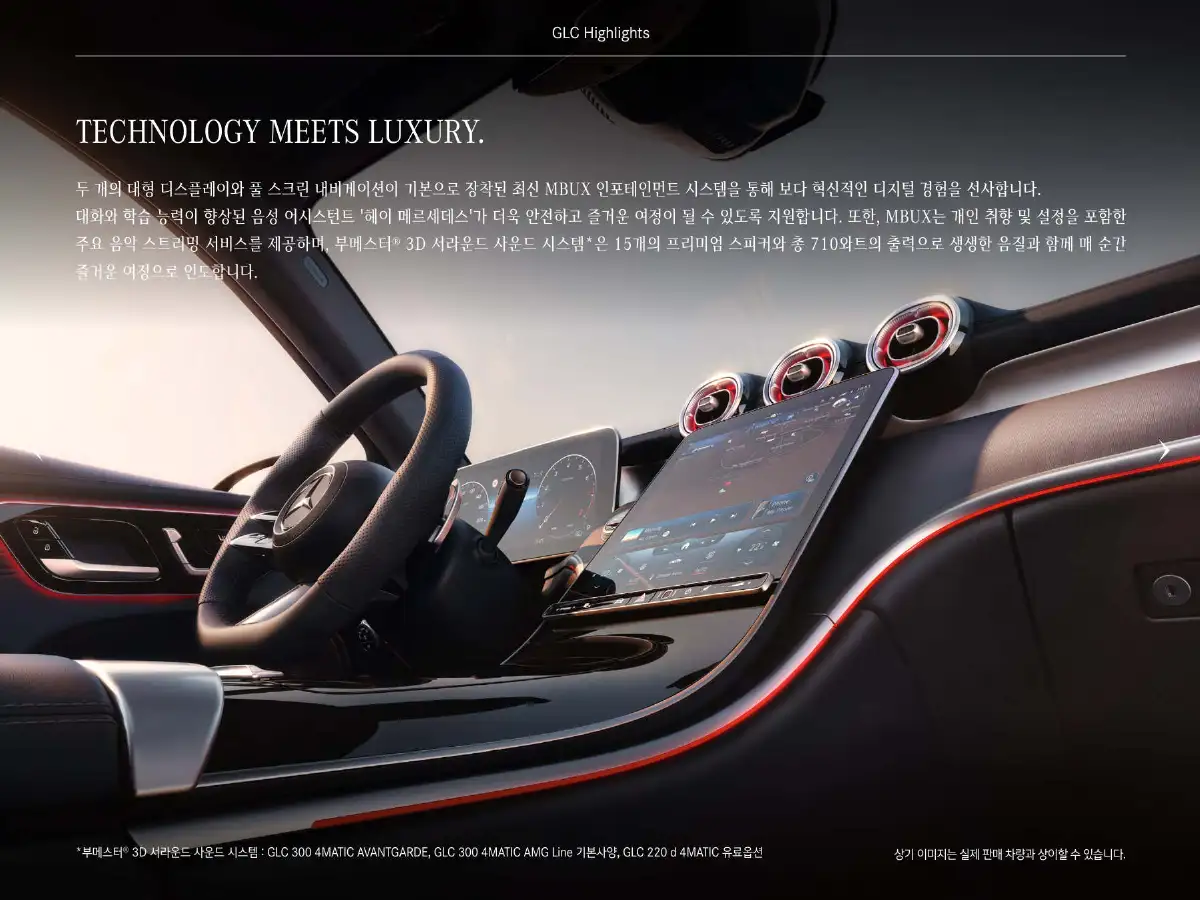 GLC Highlights
TECHNOLOGY MEETS LUXURY.
두 개의 대형 디스플레이와 풀 스크린 내비게이션이 기본으로 장착된 최신 MBUX 인포테인먼트 시스템을 통해 보다 혁신적인 디지털 경험을 선사합니다.
대화와 학습 능력이 향상된 음성 어시스턴트 '헤이 메르세데스'가 더욱 안전하고 즐거운 여정이 될 수 있도록 지원합니다. 또한, MBUX는 개인 취향 및 설정을 포함한
주요 음악 스트리밍 서비스를 제공하며, 부메스터® 3D 서라운드 사운드 시스템*은 15개의 프리미엄 스피커와 총 710와트의 출력으로 생생한 음질과 함께 매 순간
즐거운 여정으로 인도합니다.
*부메스터® 3D 서라운드 사운드 시스템 : GLC 300 4MATIC AVANTGARDE, GLC 300 4MATIC AMG Line 기본사양, GLC 220 d 4MATIC 유료옵션
상기 이미지는 실제 판매 차량과 상이할 수 있습니다.